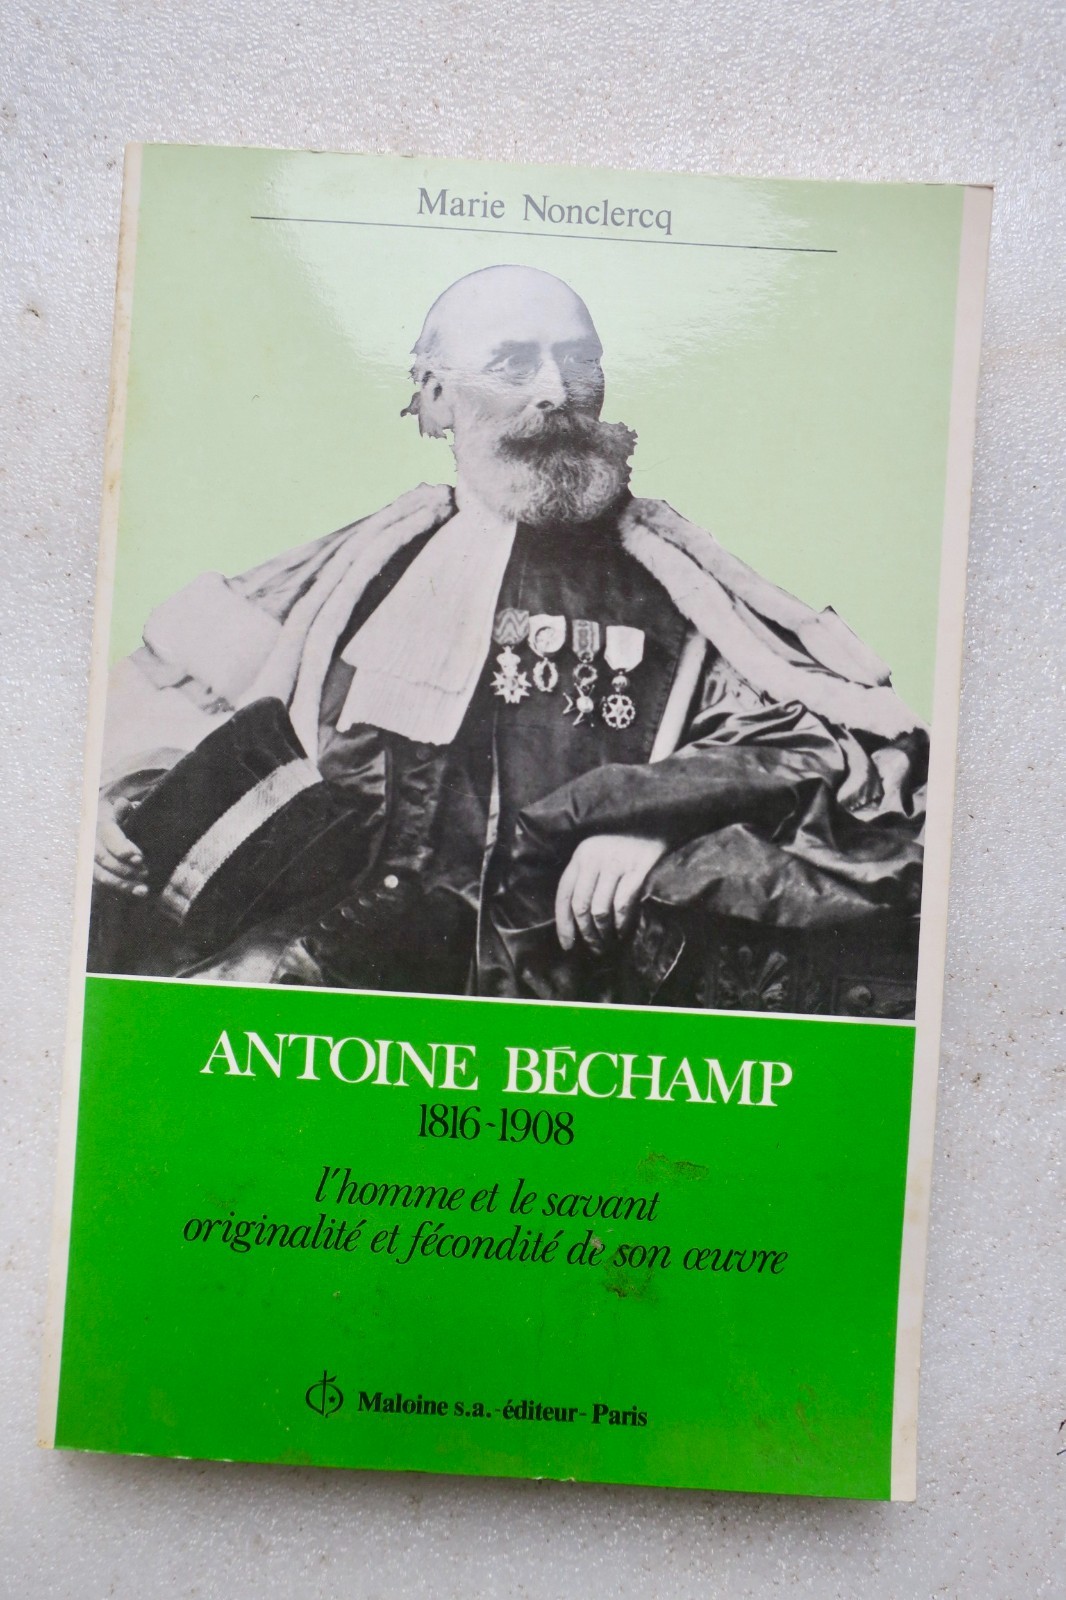 Marie Nonclercq
ANTOINE BÉCHAMP
1816-1908
l'homme et le savant
originalité et fécondité de son œuvre
Maloine s.a.-éditeur-Paris